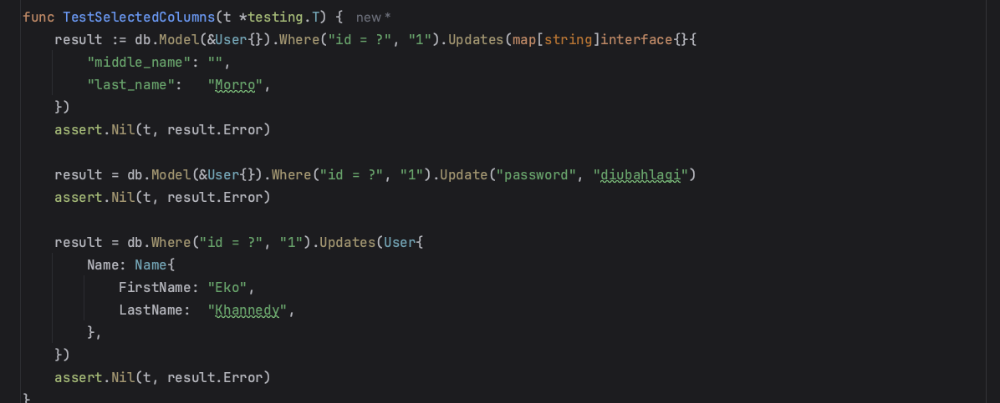 func TestSelectedColumns(t *testing.T) { new *
    result := db.Model(&User{}).Where("id = ?", "1").Updates(map[string]interface{}{
        "middle_name": "",
        "last_name":   "Morro",
    })
    assert.Nil(t, result.Error)

    result = db.Model(&User{}).Where("id = ?", "1").Update("password", "diubahlagi")
    assert.Nil(t, result.Error)

    result = db.Where("id = ?", "1").Updates(User{
        Name: Name{
            FirstName: "Eko",
            LastName:  "Khannedy",
        },
    })
    assert.Nil(t, result.Error)
}